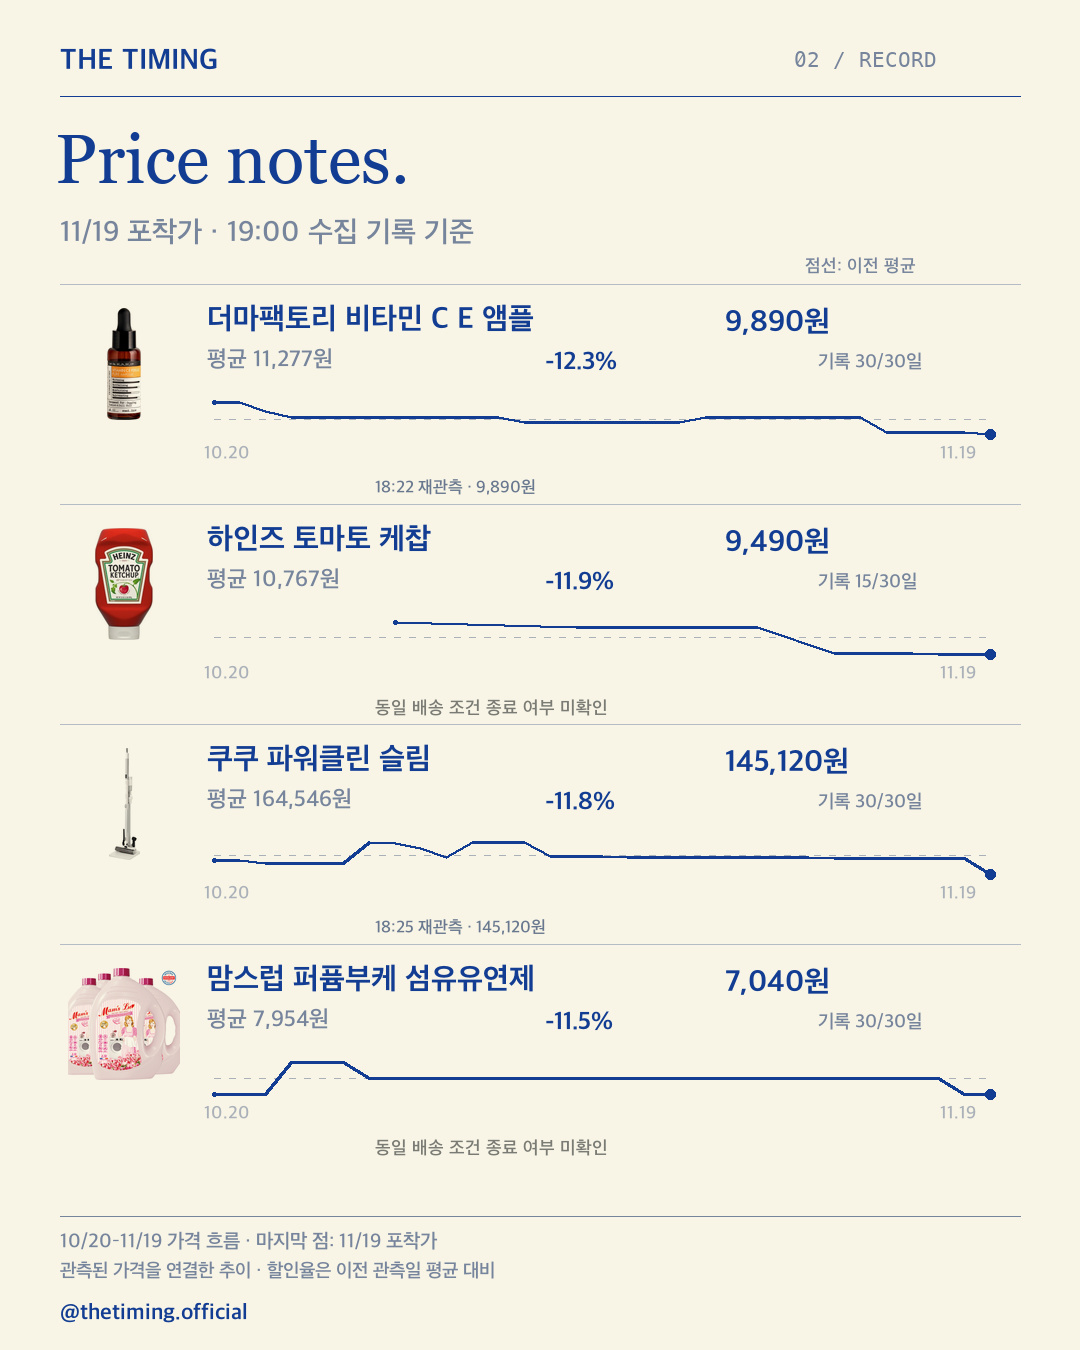 THE TIMING
02 / RECORD
Price notes.
11/19 포착가 · 19:00 수집 기록 기준
점선: 이전 평균
더마팩토리 비타민 C E 앰플
9,890원
평균 11,277원
-12.3%
기록 30/30일
10.20
11.19
18:22 재관측 · 9,890원
HEINZ
TOMATO
KETCHUP
하인즈 토마토 케찹
9,490원
평균 10,767원
-11.9%
기록 15/30일
10.20
11.19
동일 배송 조건 종료 여부 미확인
쿠쿠 파워클린 슬림
145,120원
평균 164,546원
-11.8%
기록 30/30일
10.20
11.19
18:25 재관측 · 145,120원
맘스럽 퍼퓸부케 섬유유연제
7,040원
평균 7,954원
-11.5%
기록 30/30일
10.20
11.19
동일 배송 조건 종료 여부 미확인
10/20-11/19 가격 흐름 · 마지막 점: 11/19 포착가
관측된 가격을 연결한 추이 · 할인율은 이전 관측일 평균 대비
@thetiming.official